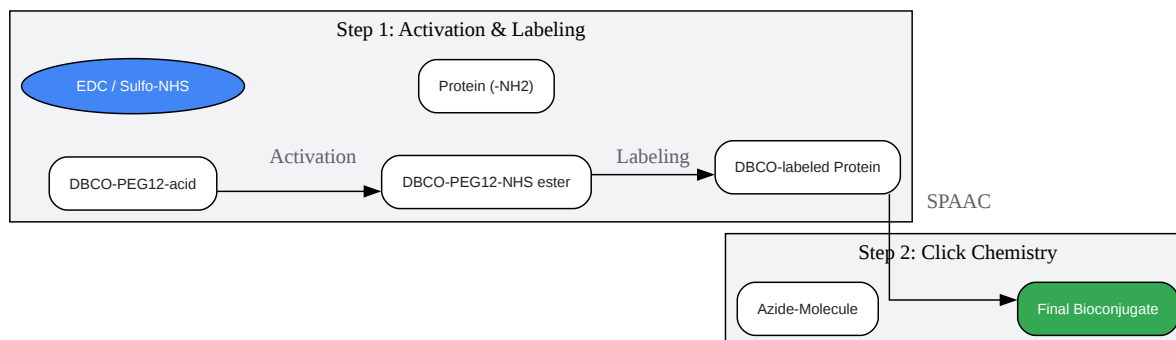 Step 1: Activation & Labeling
EDC / Sulfo-NHS
Protein (-NH2)
Activation
Labeling
DBCO-PEG12-acid
DBCO-PEG12-NHS ester
DBCO-labeled Protein
SPAAC
Step 2: Click Chemistry
Azide-Molecule
Final Bioconjugate